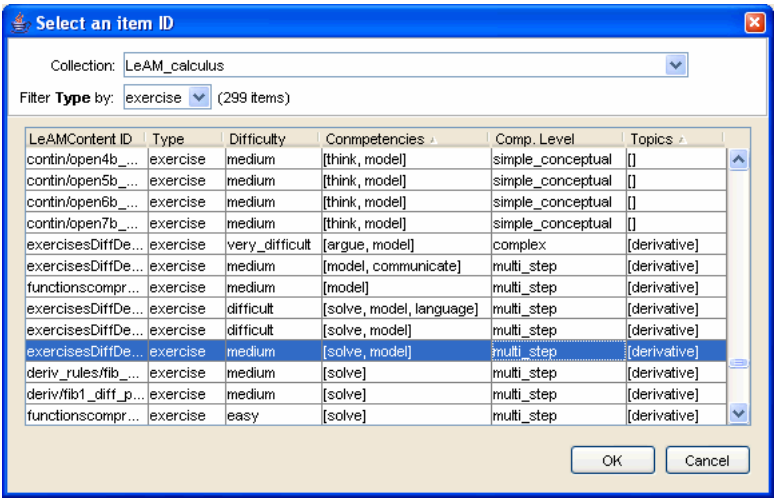 Select an item ID
Collection: LeAM_calculus
Filter Type by: exercise (299 items)
LeAMContent ID Type Difficulty Conmpetencies Comp. Level Topics
contin/open4b_... exercise medium [think, model] simple_conceptual []
contin/open5b_... exercise medium [think, model] simple_conceptual []
contin/open6b_... exercise medium [think, model] simple_conceptual []
contin/open7b_... exercise medium [think, model] simple_conceptual []
exercisesDiffDe... exercise very_difficult [argue, model] complex [derivative]
exercisesDiffDe... exercise medium [model, communicate] multi_step [derivative]
functionscompr... exercise medium [model] multi_step [derivative]
exercisesDiffDe... exercise difficult [solve, model, language] multi_step [derivative]
exercisesDiffDe... exercise difficult [solve, model] multi_step [derivative]
exercisesDiffDe... exercise medium [solve, model] multi_step [derivative]
deriv_rules/fib_... exercise medium [solve] multi_step [derivative]
deriv/fib1_diff_p... exercise medium [solve] multi_step [derivative]
functionscompr... exercise easy [solve] multi_step [derivative]
OK Cancel